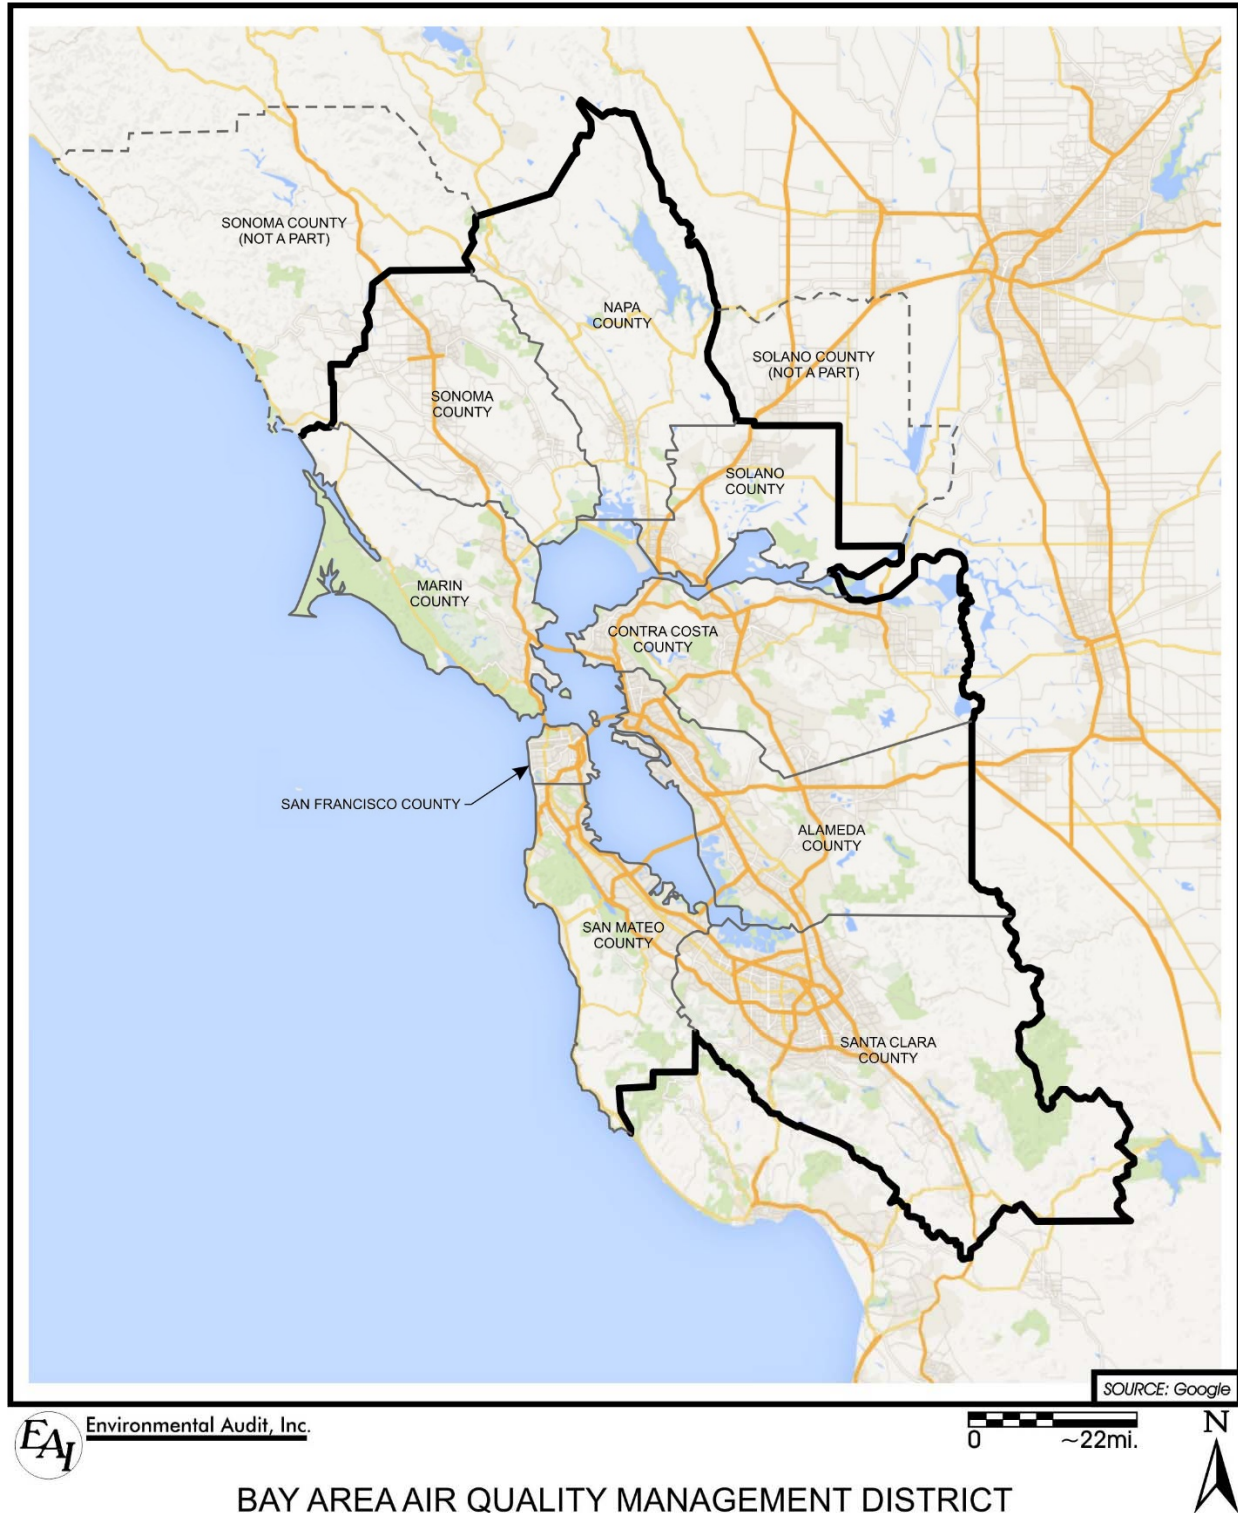 SONOMA COUNTY
(NOT A PART)
NAPA
COUNTY
SOLANO COUNTY
(NOT A PART)
SONOMA
COUNTY
SOLANO
COUNTY
MARIN
COUNTY
CONTRA COSTA
COUNTY
SAN FRANCISCO COUNTY
ALAMEDA
COUNTY
SAN MATEO
COUNTY
SANTA CLARA
COUNTY
SOURCE: Google
EAI
Environmental Audit, Inc.
0
~22mi.
N
BAY AREA AIR QUALITY MANAGEMENT DISTRICT